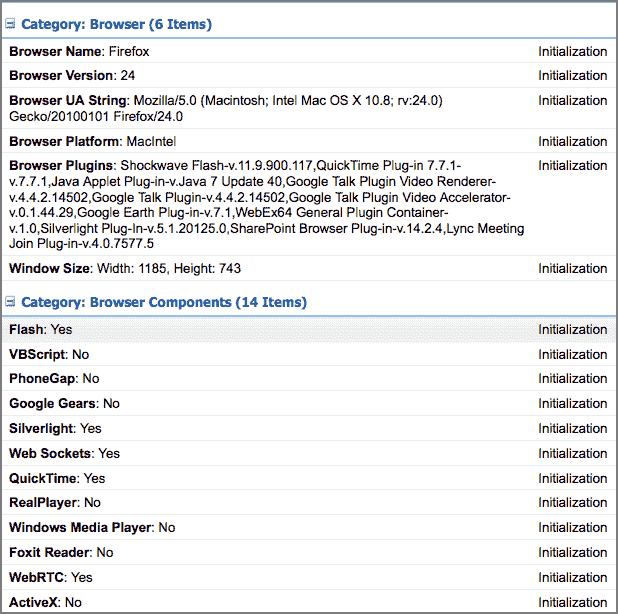 Category: Browser (6 Items)
Browser Name: Firefox Initialization
Browser Version: 24 Initialization
Browser UA String: Mozilla/5.0 (Macintosh; Intel Mac OS X 10.8; rv:24.0) Initialization
Gecko/20100101 Firefox/24.0
Browser Platform: MacIntel Initialization
Browser Plugins: Shockwave Flash-v.11.9.900.117,QuickTime Plug-in 7.7.1- Initialization
v.7.7.1,Java Applet Plug-in-v.Java 7 Update 40,Google Talk Plugin Video Renderer-
v.4.4.2.14502,Google Talk Plugin-v.4.4.2.14502,Google Talk Plugin Video Accelerator-
v.0.1.44.29,Google Earth Plug-in-v.7.1,WebEx64 General Plugin Container-
v.1.0,Silverlight Plug-In-v.5.1.20125.0,SharePoint Browser Plug-in-v.14.2.4,Lync Meeting
Join Plug-in-v.4.0.7577.5
Window Size: Width: 1185, Height: 743 Initialization
Category: Browser Components (14 Items)
Flash: Yes Initialization
VBScript: No Initialization
PhoneGap: No Initialization
Google Gears: No Initialization
Silverlight: Yes Initialization
Web Sockets: Yes Initialization
QuickTime: Yes Initialization
RealPlayer: No Initialization
Windows Media Player: No Initialization
Foxit Reader: No Initialization
WebRTC: Yes Initialization
ActiveX: No Initialization